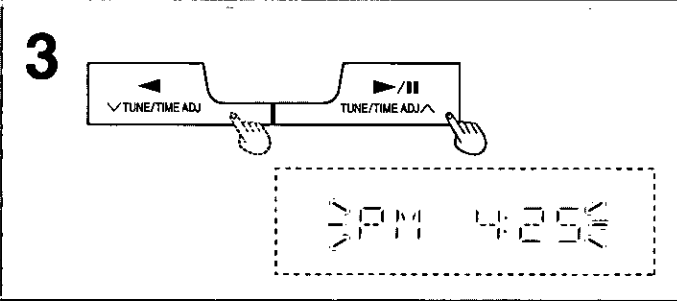 3
◄ ►/II
∨ TUNE/TIME ADJ TUNE/TIME ADJ ∧
PM 4:25